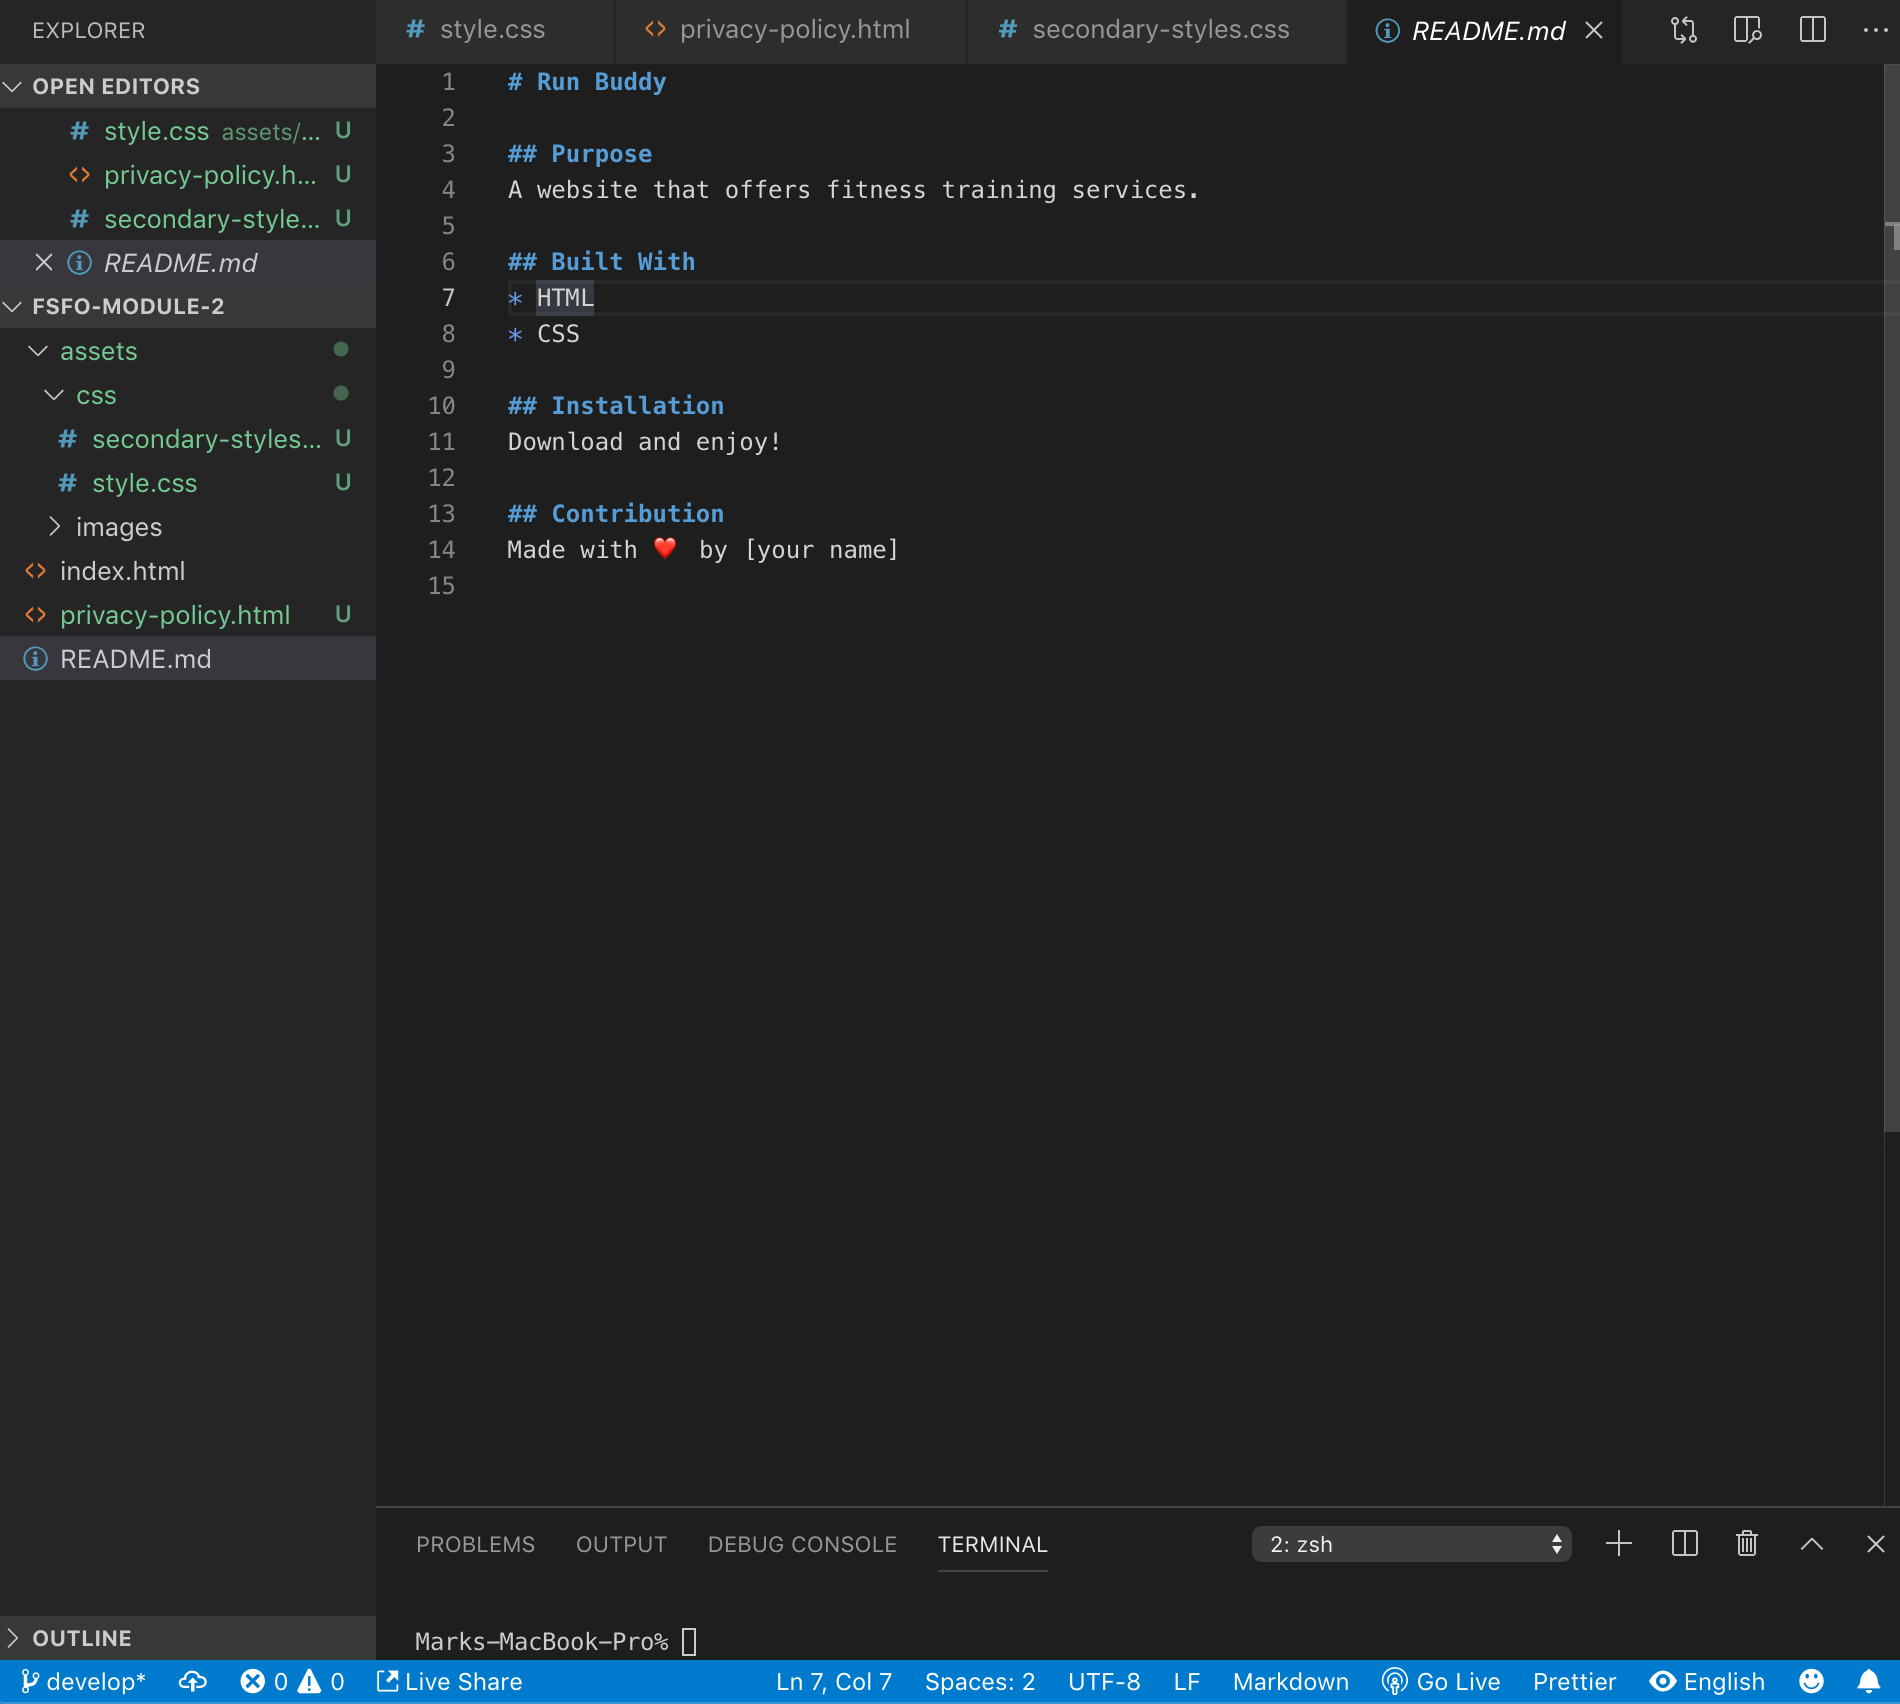 EXPLORER
style.css
privacy-policy.html
secondary-styles.css
README.md
OPEN EDITORS
style.css assets/... U
privacy-policy.h... U
secondary-style... U
README.md
FSFO-MODULE-2
assets
css
secondary-styles... U
style.css U
images
index.html
privacy-policy.html U
README.md
OUTLINE
1 # Run Buddy
2
3 ## Purpose
4 A website that offers fitness training services.
5
6 ## Built With
7 * HTML
8 * CSS
9
10 ## Installation
11 Download and enjoy!
12
13 ## Contribution
14 Made with ❤️ by [your name]
15
PROBLEMS OUTPUT DEBUG CONSOLE TERMINAL 2: zsh
Marks-MacBook-Pro%
develop* 0 0 Live Share Ln 7, Col 7 Spaces: 2 UTF-8 LF Markdown Go Live Prettier English